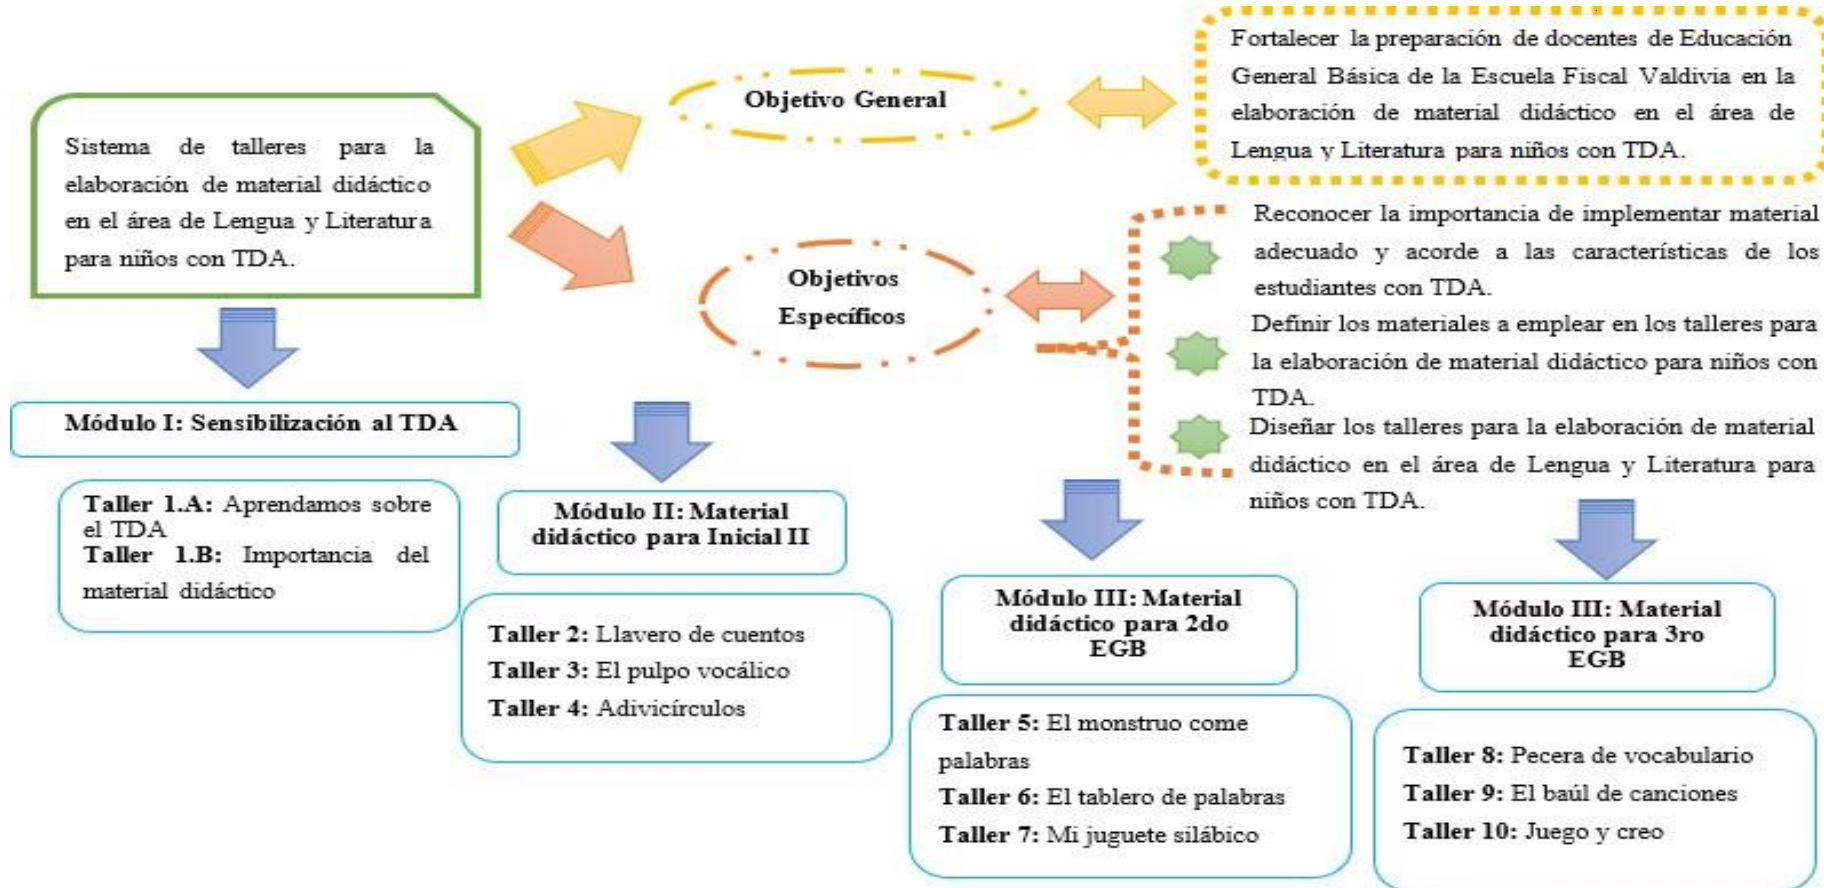 Sistema de talleres para la
elaboración de material didáctico
en el área de Lengua y Literatura
para niños con TDA.
Objetivo General
Fortalecer la preparación de docentes de Educación
General Básica de la Escuela Fiscal Valdivia en la
elaboración de material didáctico en el área de
Lengua y Literatura para niños con TDA.
Objetivos
Específicos
Reconocer la importancia de implementar material
adecuado y acorde a las características de los
estudiantes con TDA.
Definir los materiales a emplear en los talleres para
la elaboración de material didáctico para niños con
TDA.
Diseñar los talleres para la elaboración de material
didáctico en el área de Lengua y Literatura para
niños con TDA.
Módulo I: Sensibilización al TDA
Taller 1.A: Aprendamos sobre
el TDA
Taller 1.B: Importancia del
material didáctico
Módulo II: Material
didáctico para Inicial II
Taller 2: Llavero de cuentos
Taller 3: El pulpo vocálico
Taller 4: Adivicírculos
Módulo III: Material
didáctico para 2do
EGB
Taller 5: El monstruo come
palabras
Taller 6: El tablero de palabras
Taller 7: Mi juguete silábico
Módulo III: Material
didáctico para 3ro
EGB
Taller 8: Pecera de vocabulario
Taller 9: El baúl de canciones
Taller 10: Juego y creo